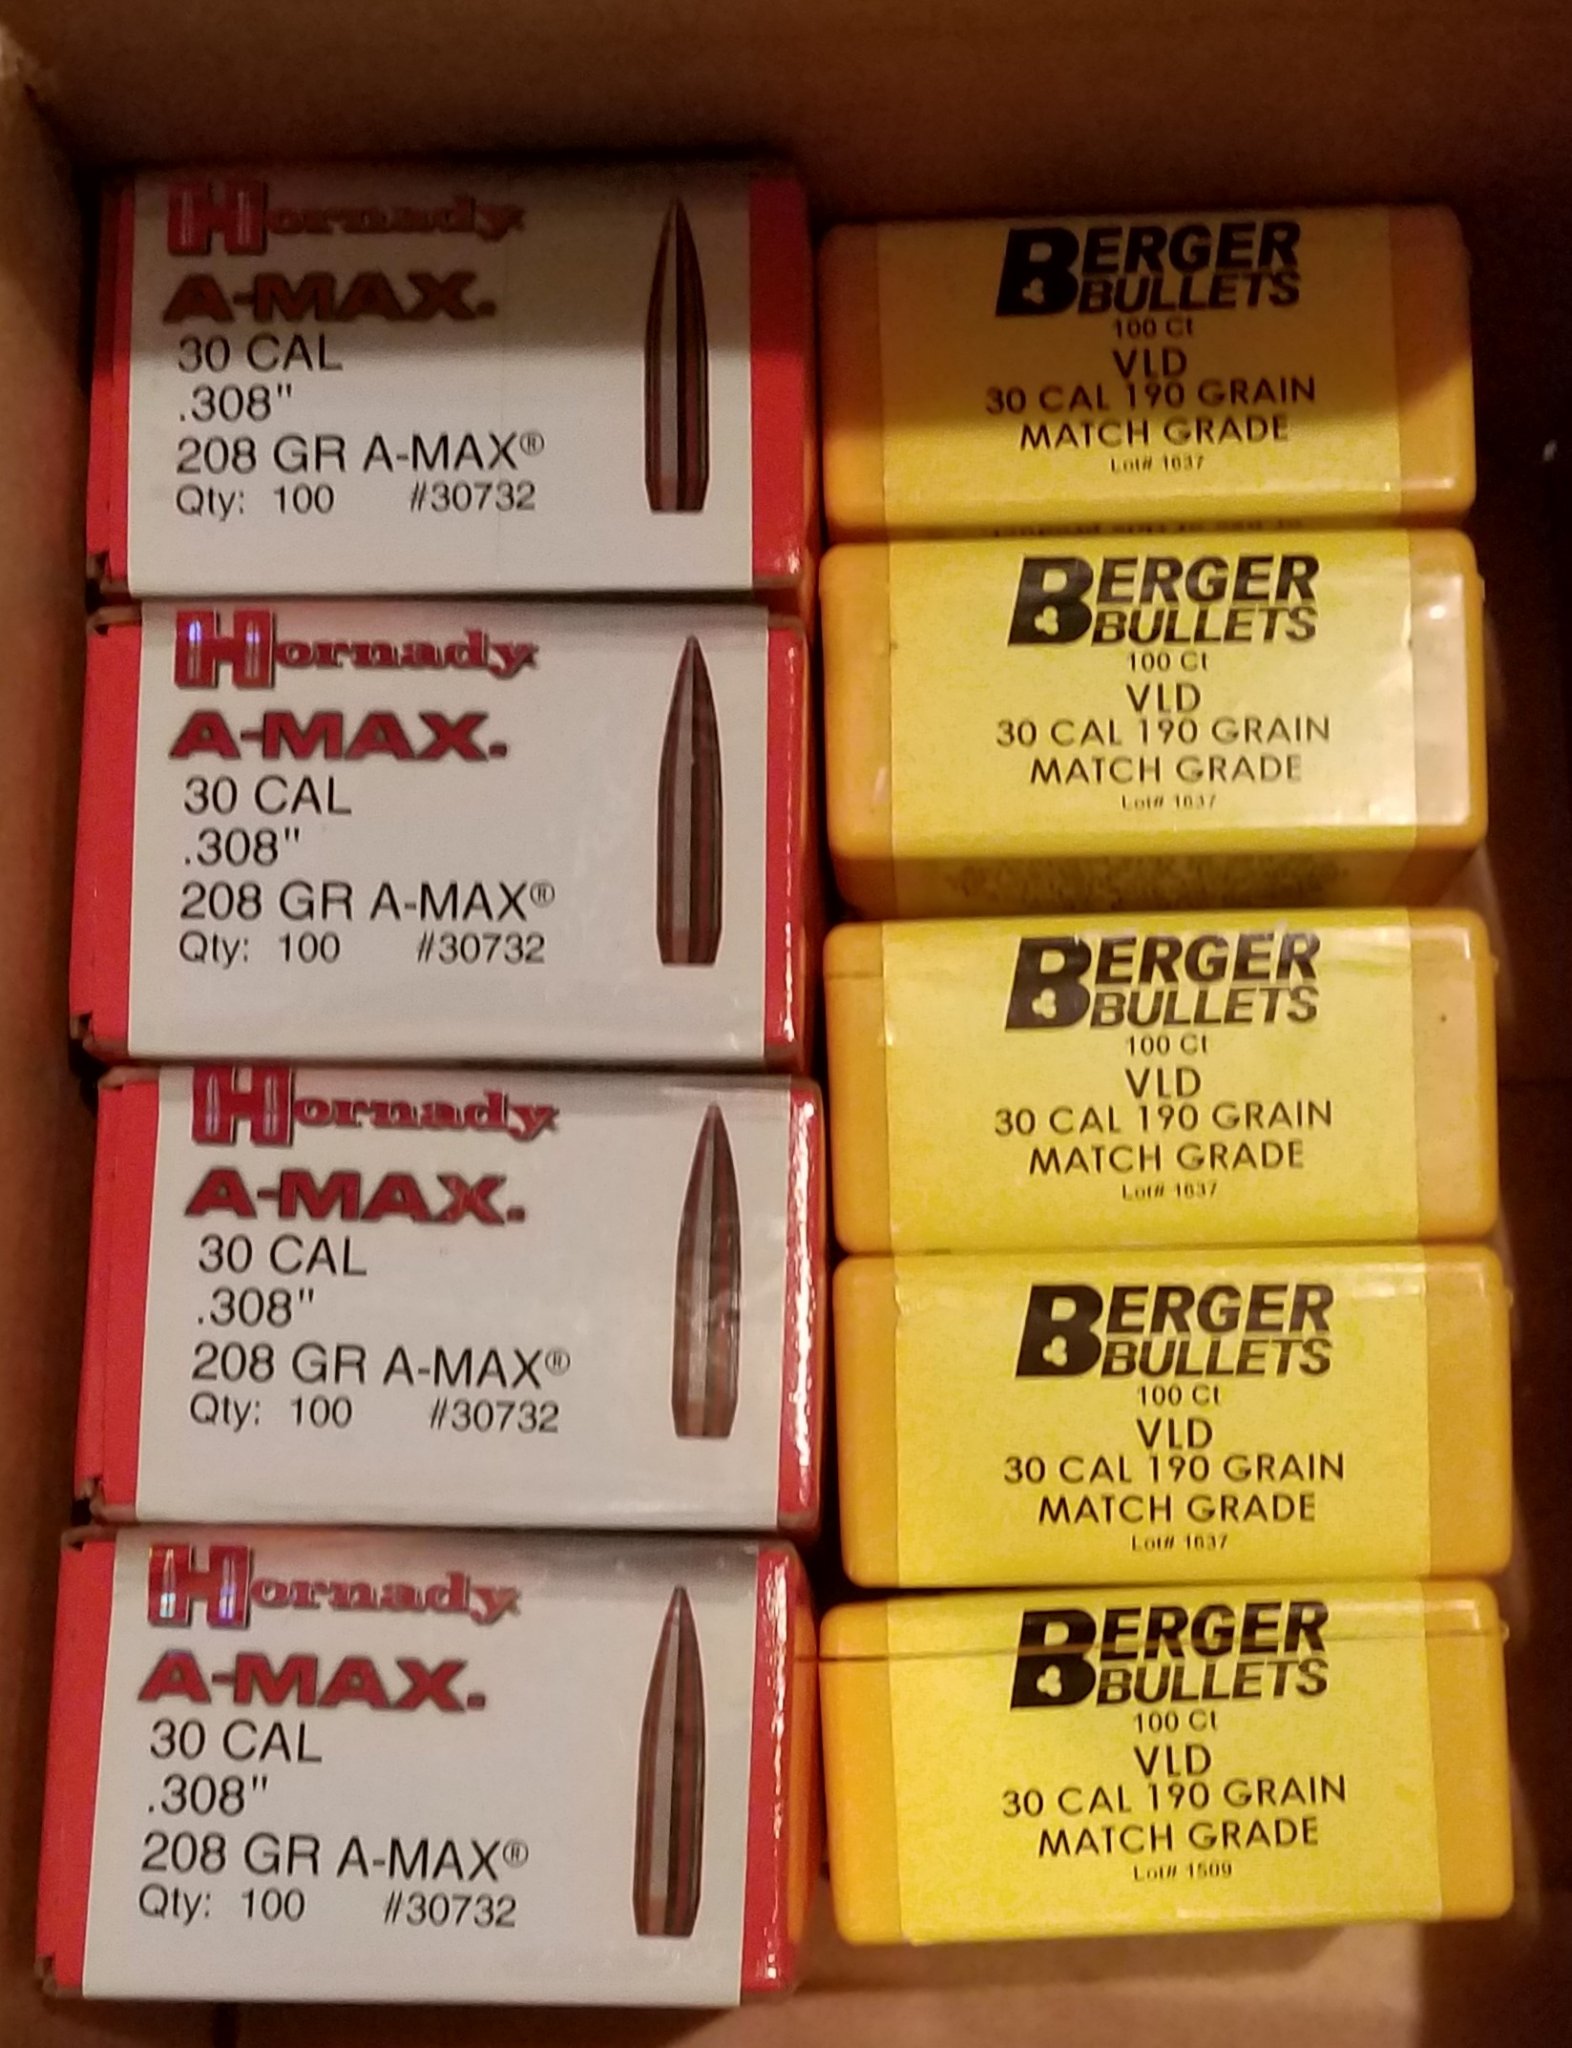 Hornady
A-MAX.
30 CAL
.308"
208 GR A-MAX®
Qty: 100 #30732
Hornady
A-MAX.
30 CAL
.308"
208 GR A-MAX®
Qty: 100 #30732
Hornady
A-MAX.
30 CAL
.308"
208 GR A-MAX®
Qty: 100 #30732
Hornady
A-MAX.
30 CAL
.308"
208 GR A-MAX®
Qty: 100 #30732
BERGER
BULLETS
100 Ct
VLD
30 CAL 190 GRAIN
MATCH GRADE
Lot# 1637
BERGER
BULLETS
100 Ct
VLD
30 CAL 190 GRAIN
MATCH GRADE
Lot# 1637
BERGER
BULLETS
100 Ct
VLD
30 CAL 190 GRAIN
MATCH GRADE
Lot# 1637
BERGER
BULLETS
100 Ct
VLD
30 CAL 190 GRAIN
MATCH GRADE
Lot# 1637
BERGER
BULLETS
100 Ct
VLD
30 CAL 190 GRAIN
MATCH GRADE
Lot# 1509